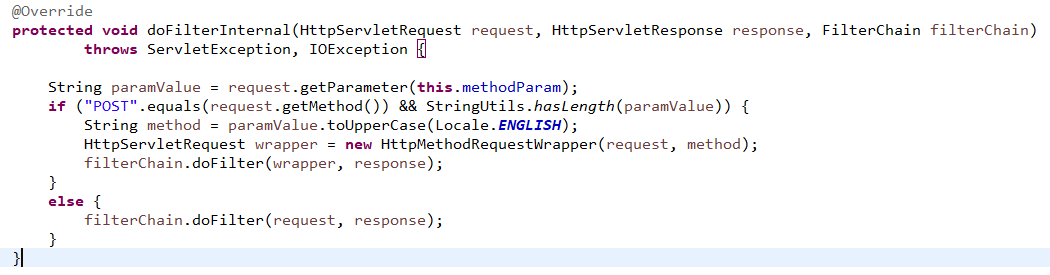 @Override
protected void doFilterInternal(HttpServletRequest request, HttpServletResponse response, FilterChain filterChain)
        throws ServletException, IOException {

    String paramValue = request.getParameter(this.methodParam);
    if ("POST".equals(request.getMethod()) && StringUtils.hasLength(paramValue)) {
        String method = paramValue.toUpperCase(Locale.ENGLISH);
        HttpServletRequest wrapper = new HttpMethodRequestWrapper(request, method);
        filterChain.doFilter(wrapper, response);
    }
    else {
        filterChain.doFilter(request, response);
    }
}